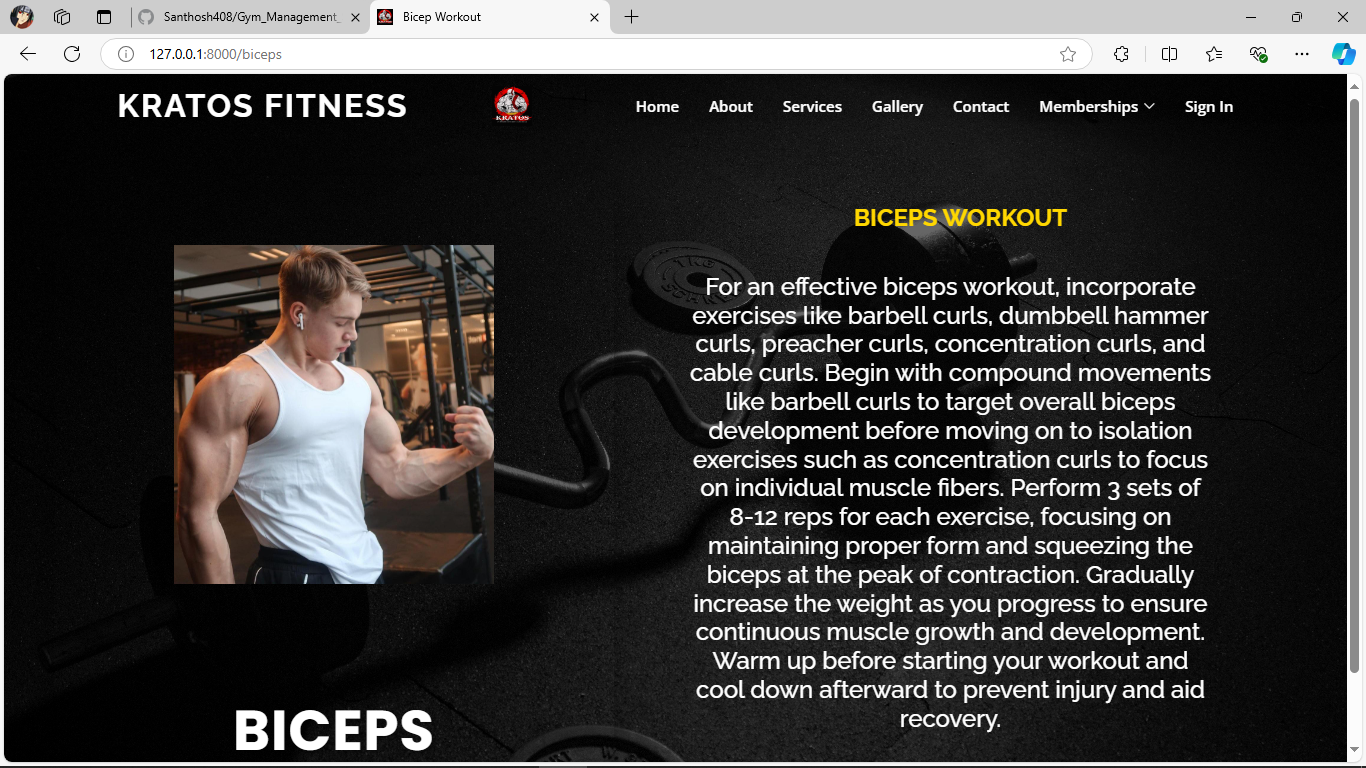 Santhosh408/Gym_Management_
Bicep Workout
127.0.0.1:8000/biceps
KRATOS FITNESS
KRATOS
Home
About
Services
Gallery
Contact
Memberships
Sign In
BICEPS WORKOUT
For an effective biceps workout, incorporate
exercises like barbell curls, dumbbell hammer
curls, preacher curls, concentration curls, and
cable curls. Begin with compound movements
like barbell curls to target overall biceps
development before moving on to isolation
exercises such as concentration curls to focus
on individual muscle fibers. Perform 3 sets of
8-12 reps for each exercise, focusing on
maintaining proper form and squeezing the
biceps at the peak of contraction. Gradually
increase the weight as you progress to ensure
continuous muscle growth and development.
Warm up before starting your workout and
cool down afterward to prevent injury and aid
recovery.
BICEPS